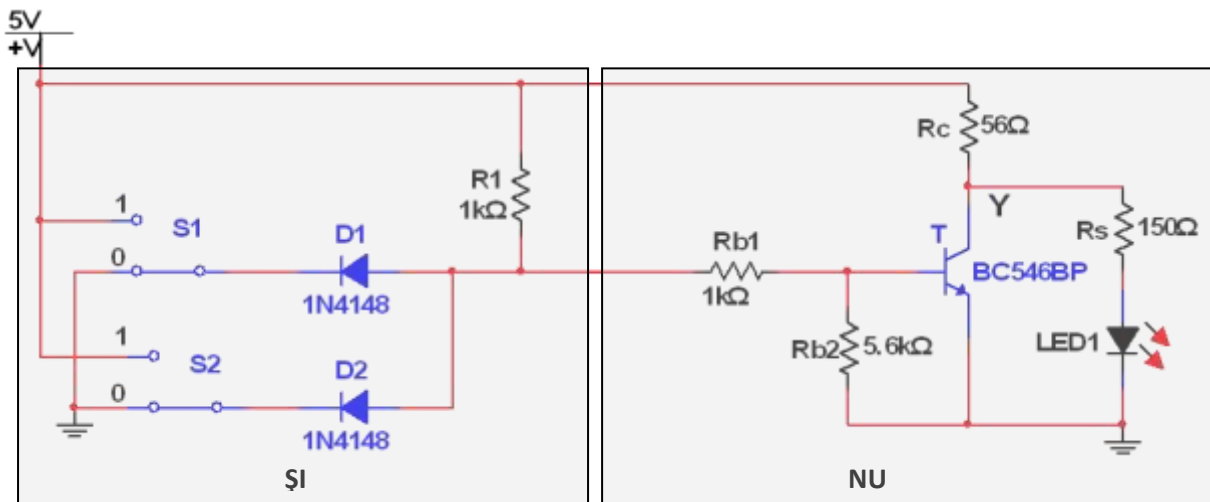 5V
+V
Rc 56Ω
R1
1kΩ
1 S1
0 D1
1N4148
1 S2
0 D2
1N4148
Rb1
1kΩ
Rb2 5.6kΩ
Y
T
BC546BP
Rs 150Ω
LED1
ŞI
NU